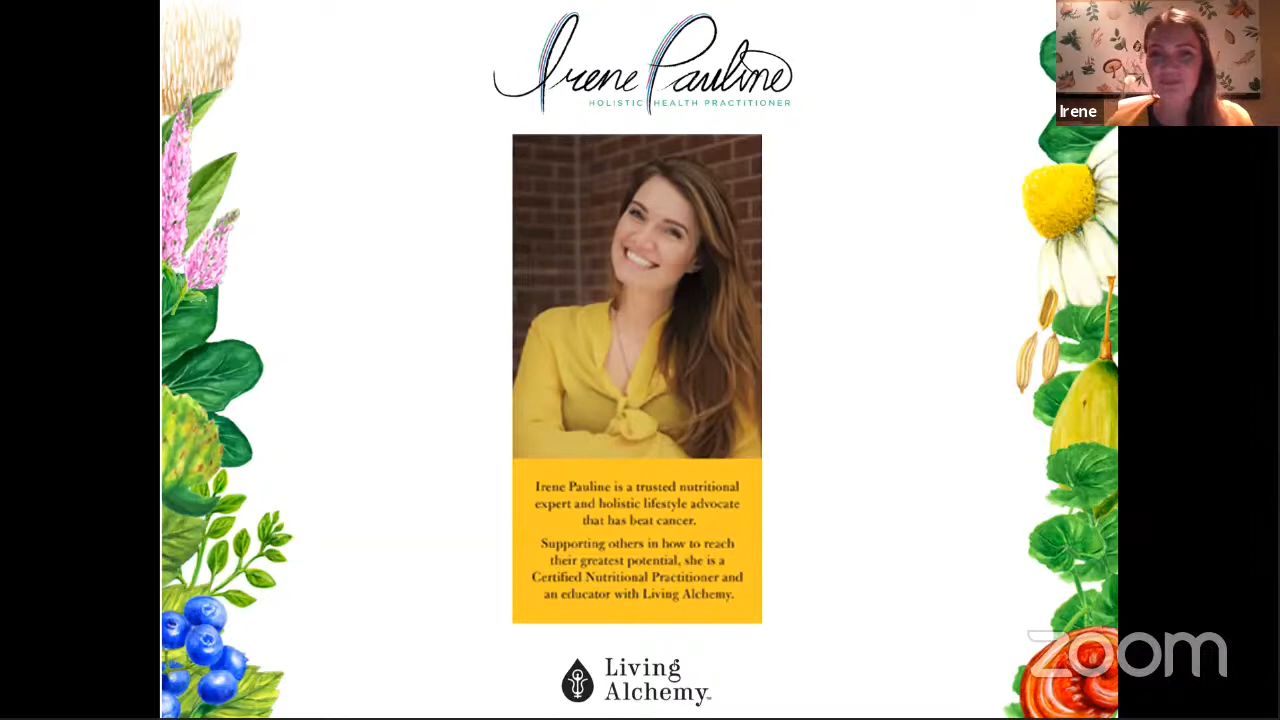 Irene Pauline
HOLISTIC HEALTH PRACTITIONER
Irene
Irene Pauline is a trusted nutritional
expert and holistic lifestyle advocate
that has beat cancer.
Supporting others in how to reach
their greatest potential, she is a
Certified Nutritional Practitioner and
an educator with Living Alchemy.
zoom
Living
Alchemy™